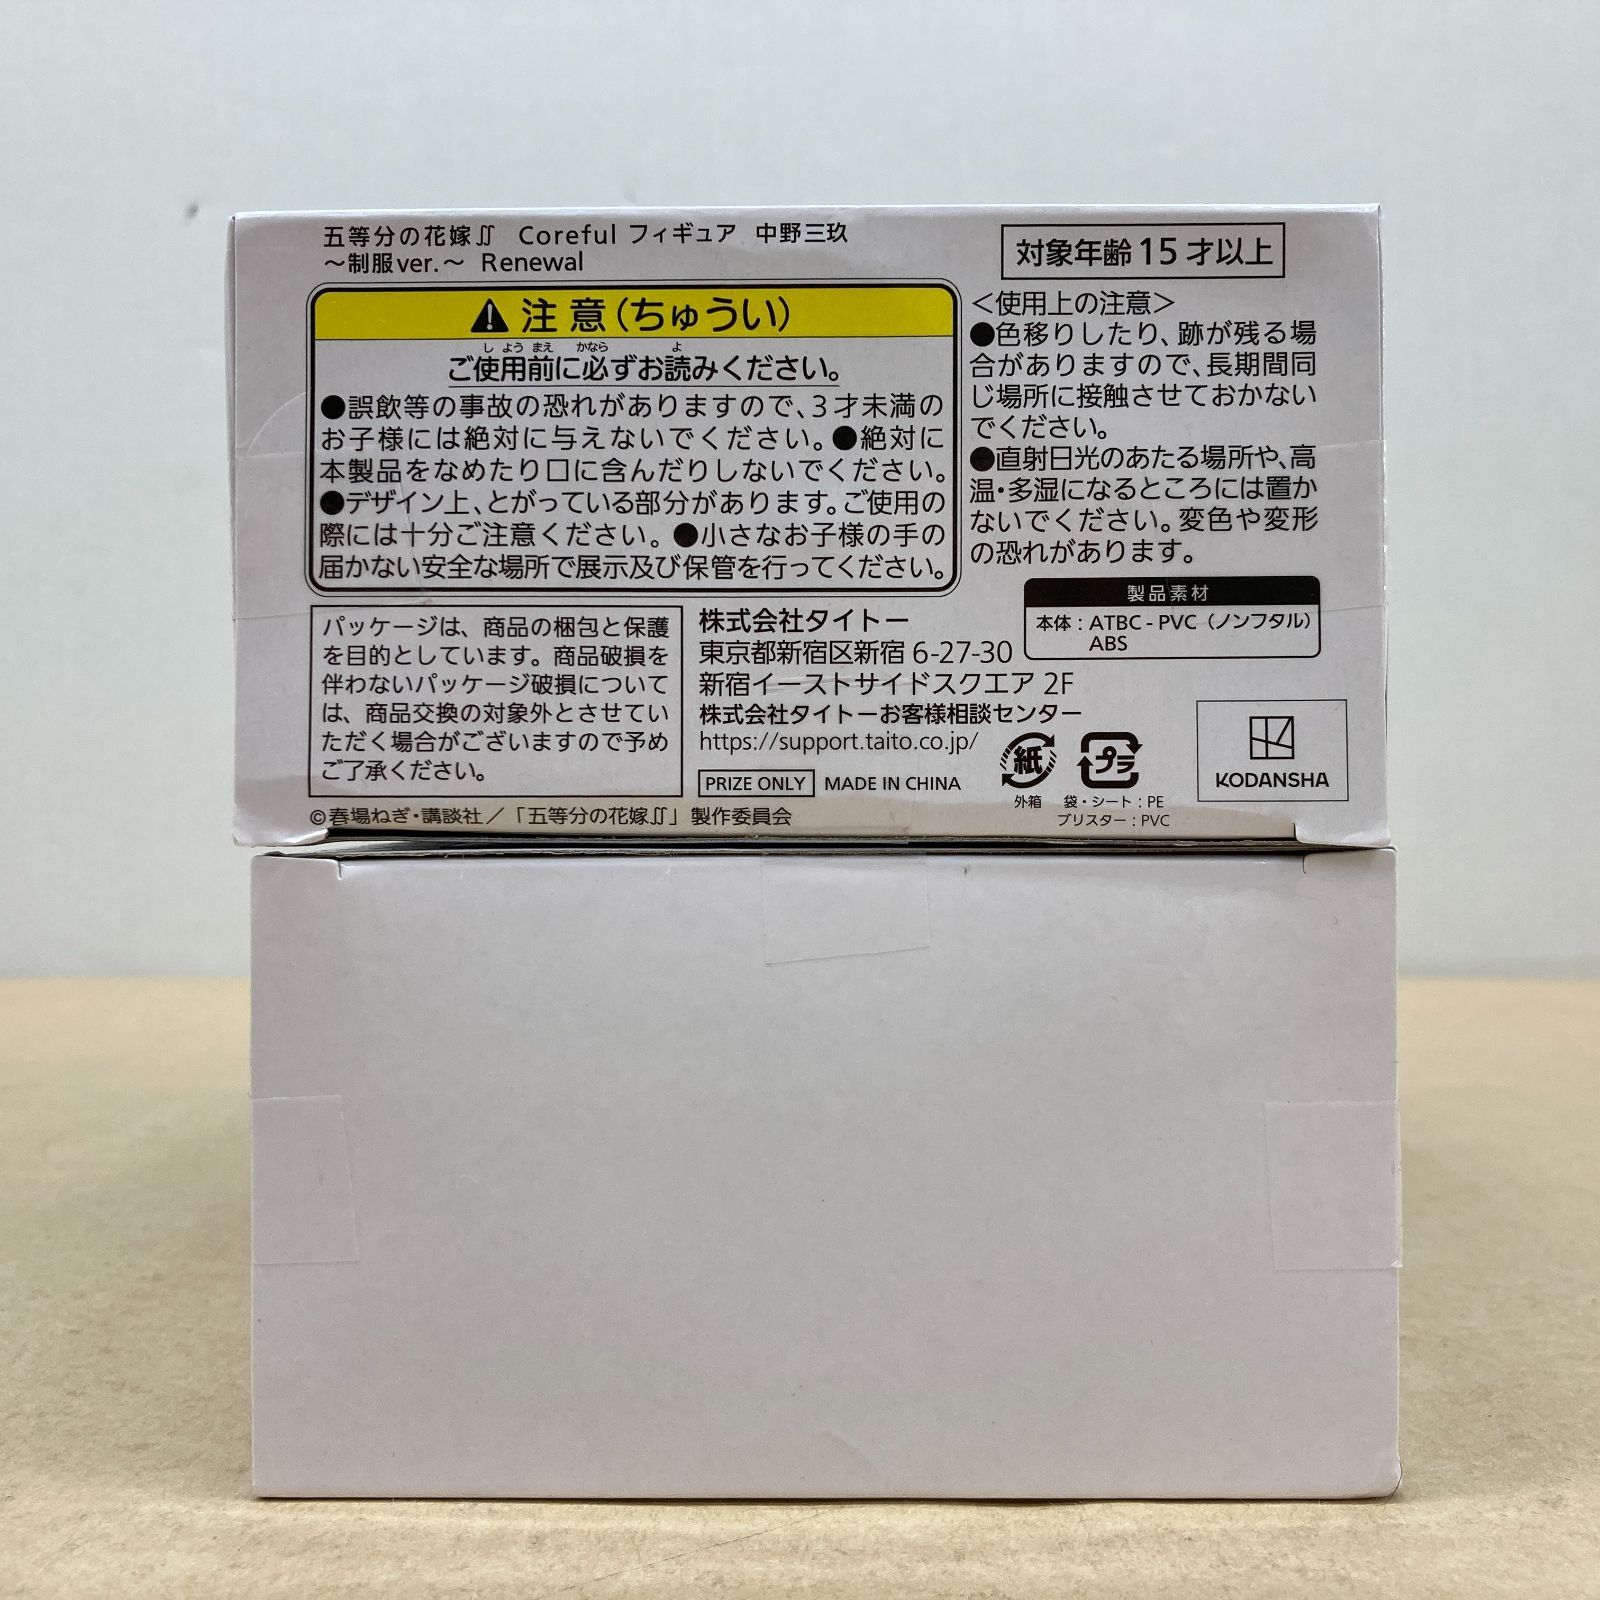 五等分の花嫁∬ Coreful フィギュア 中野三玖
～制服ver.～ Renewal
対象年齢 15 才以上
⚠ 注意(ちゅうい)
し よう まえ かなら よ
ご使用前に必ずお読みください。
●誤飲等の事故の恐れがありますので、3才未満の
お子様には絶対に与えないでください。●絶対に
本製品をなめたり口に含んだりしないでください。
●デザイン上、とがっている部分があります。ご使用の
際には十分ご注意ください。●小さなお子様の手の
届かない安全な場所で展示及び保管を行ってください。
＜使用上の注意＞
●色移りしたり、跡が残る場
合がありますので、長期間同
じ場所に接触させておかない
でください。
●直射日光のあたる場所や、高
温・多湿になるところには置か
ないでください。変色や変形
の恐れがあります。
製品素材
本体：ATBC-PVC（ノンフタル）
ABS
パッケージは、商品の梱包と保護
を目的としています。商品破損を
伴わないパッケージ破損について
は、商品交換の対象外とさせてい
ただく場合がございますので予め
ご了承ください。
株式会社タイトー
東京都新宿区新宿 6-27-30
新宿イーストサイドスクエア 2F
株式会社タイトーお客様相談センター
https://support.taito.co.jp/
PRIZE ONLY MADE IN CHINA
紙
外箱
プラ
袋・シート：PE
ブリスター：PVC
KODANSHA
©春場ねぎ・講談社／「五等分の花嫁∬」製作委員会